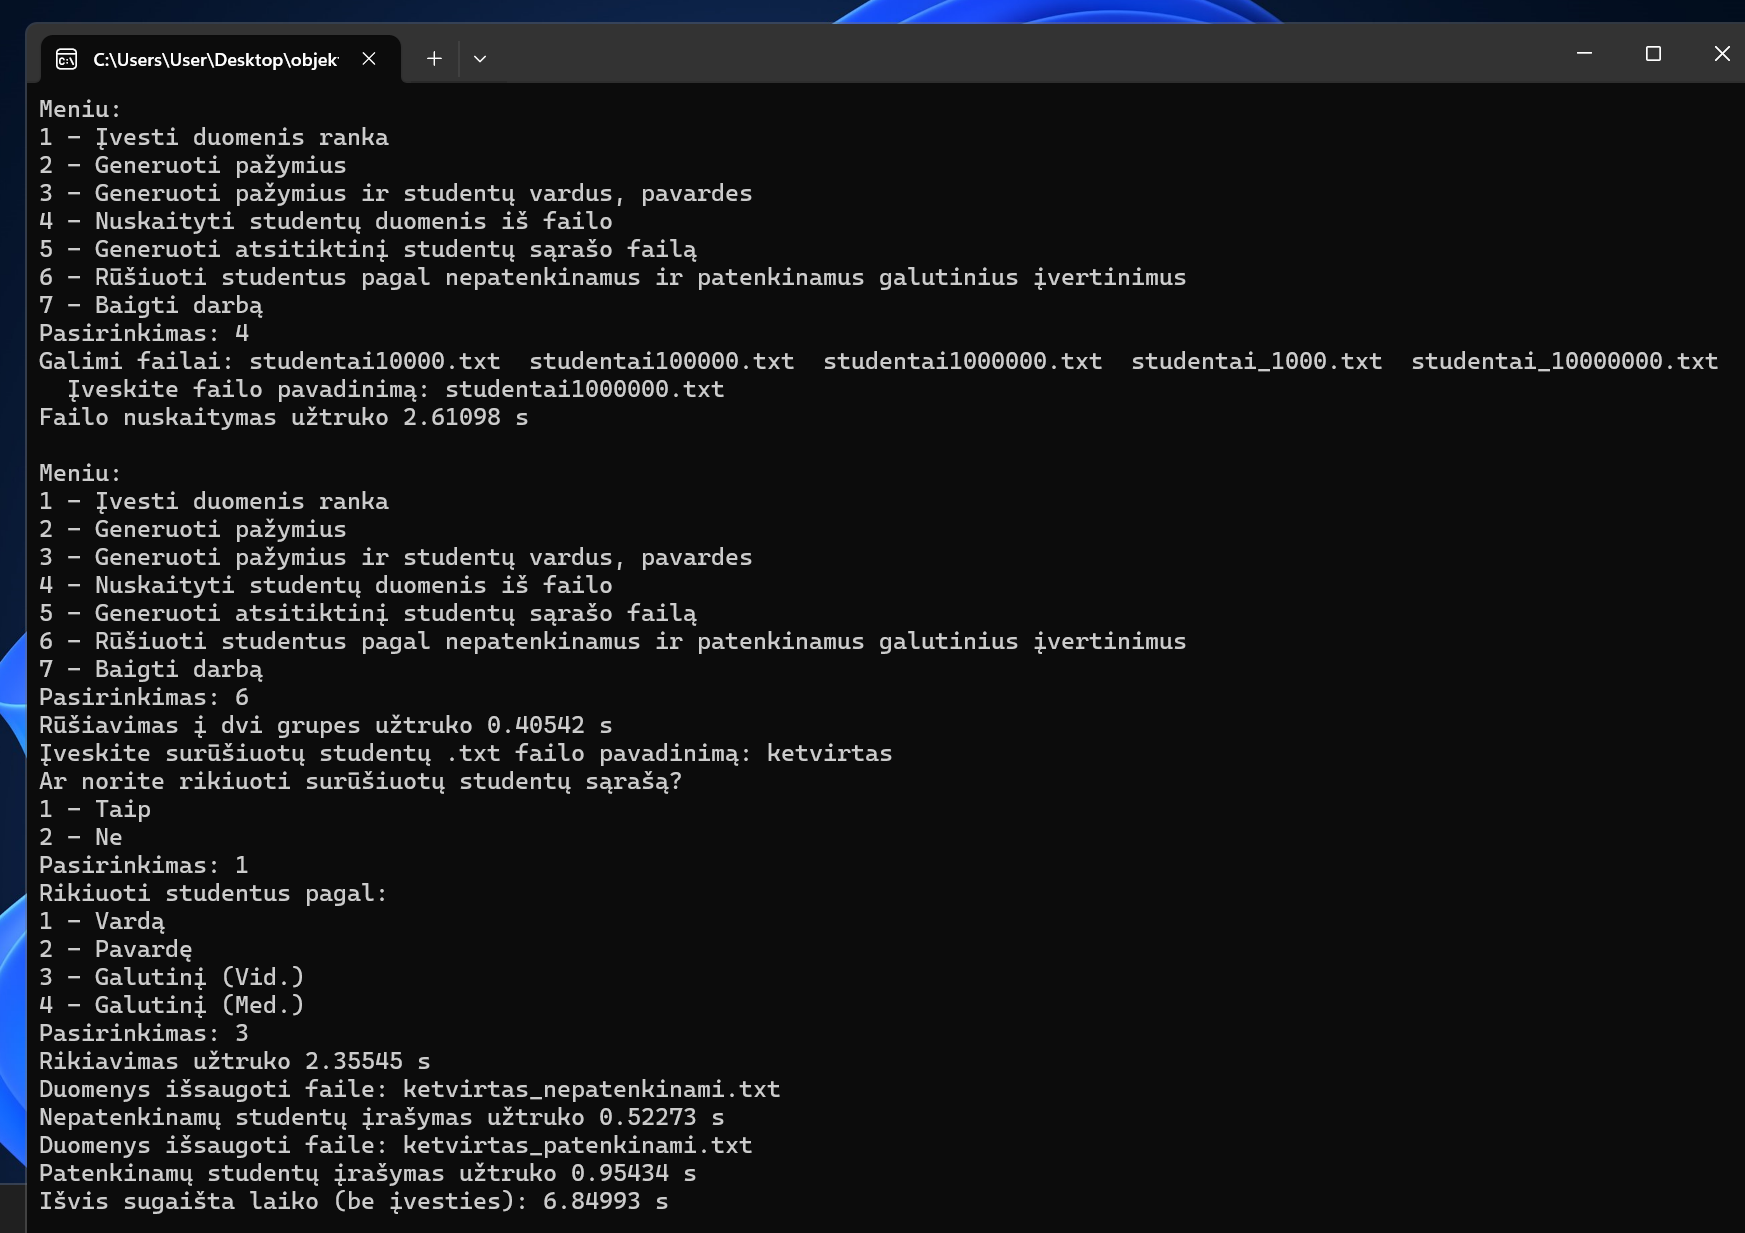 C:\Users\User\Desktop\objek
Meniu:
1 - Įvesti duomenis ranka
2 - Generuoti pažymius
3 - Generuoti pažymius ir studentų vardus, pavardes
4 - Nuskaityti studentų duomenis iš failo
5 - Generuoti atsitiktinį studentų sąrašo failą
6 - Rūšiuoti studentus pagal nepatenkinamus ir patenkinamus galutinius įvertinimus
7 - Baigti darbą
Pasirinkimas: 4
Galimi failai: studentai10000.txt  studentai100000.txt  studentai1000000.txt  studentai_1000.txt  studentai_10000000.txt
  Įveskite failo pavadinimą: studentai1000000.txt
Failo nuskaitymas užtruko 2.61098 s
Meniu:
1 - Įvesti duomenis ranka
2 - Generuoti pažymius
3 - Generuoti pažymius ir studentų vardus, pavardes
4 - Nuskaityti studentų duomenis iš failo
5 - Generuoti atsitiktinį studentų sąrašo failą
6 - Rūšiuoti studentus pagal nepatenkinamus ir patenkinamus galutinius įvertinimus
7 - Baigti darbą
Pasirinkimas: 6
Rūšiavimas į dvi grupes užtruko 0.40542 s
Įveskite surūšiuotų studentų .txt failo pavadinimą: ketvirtas
Ar norite rikiuoti surūšiuotų studentų sąrašą?
1 - Taip
2 - Ne
Pasirinkimas: 1
Rikiuoti studentus pagal:
1 - Vardą
2 - Pavardę
3 - Galutinį (Vid.)
4 - Galutinį (Med.)
Pasirinkimas: 3
Rikiavimas užtruko 2.35545 s
Duomenys išsaugoti faile: ketvirtas_nepatenkinami.txt
Nepatenkinamų studentų įrašymas užtruko 0.52273 s
Duomenys išsaugoti faile: ketvirtas_patenkinami.txt
Patenkinamų studentų įrašymas užtruko 0.95434 s
Išvis sugaišta laiko (be įvesties): 6.84993 s